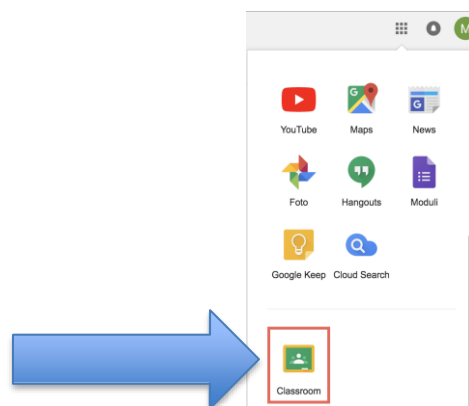 M
YouTube Maps News
Foto Hangouts Moduli
Google Keep Cloud Search
Classroom